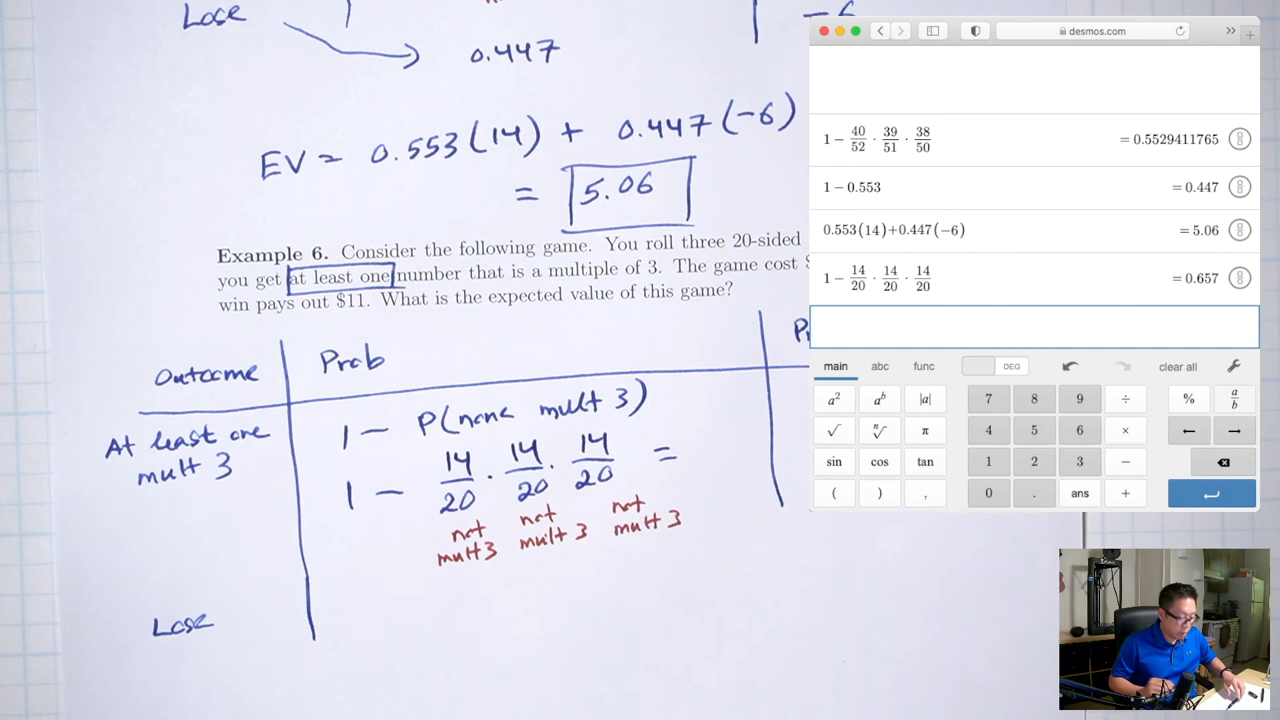 Lose
-6
0.447
EV = 0.553(14) + 0.447(-6)
= 5.06
Example 6. Consider the following game. You roll three 20-sided
you get at least one number that is a multiple of 3. The game cost $
win pays out $11. What is the expected value of this game?
Outcome Prob
At least one
mult 3
1 - P(none mult 3)
1 - 14/20 · 14/20 · 14/20 =
not not not
mult 3 mult 3 mult 3
Lose
desmos.com
1 − 40/52 · 39/51 · 38/50 = 0.5529411765
1 − 0.553 = 0.447
0.553(14)+0.447(−6) = 5.06
1 − 14/20 · 14/20 · 14/20 = 0.657
main abc func DEG clear all
a² aᵇ |a| 7 8 9 ÷ % a/b
√ ⁿ√ π 4 5 6 × ← →
sin cos tan 1 2 3 −
( ) , 0 . ans +